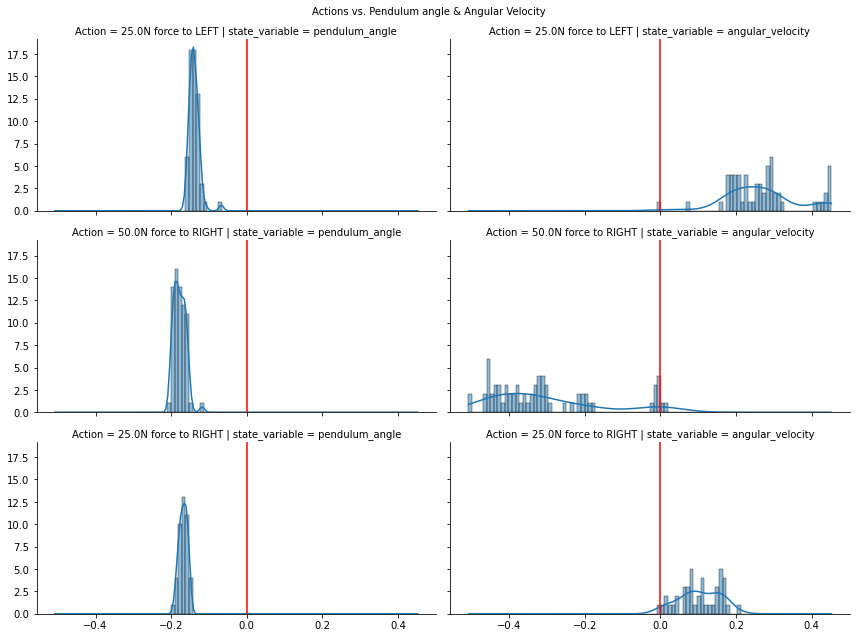 Actions vs. Pendulum angle & Angular Velocity
Action = 25.0N force to LEFT | state_variable = pendulum_angle
Action = 25.0N force to LEFT | state_variable = angular_velocity
17.5
15.0
12.5
10.0
7.5
5.0
2.5
0.0
Action = 50.0N force to RIGHT | state_variable = pendulum_angle
Action = 50.0N force to RIGHT | state_variable = angular_velocity
17.5
15.0
12.5
10.0
7.5
5.0
2.5
0.0
Action = 25.0N force to RIGHT | state_variable = pendulum_angle
Action = 25.0N force to RIGHT | state_variable = angular_velocity
17.5
15.0
12.5
10.0
7.5
5.0
2.5
0.0
−0.4 −0.2 0.0 0.2 0.4
−0.4 −0.2 0.0 0.2 0.4